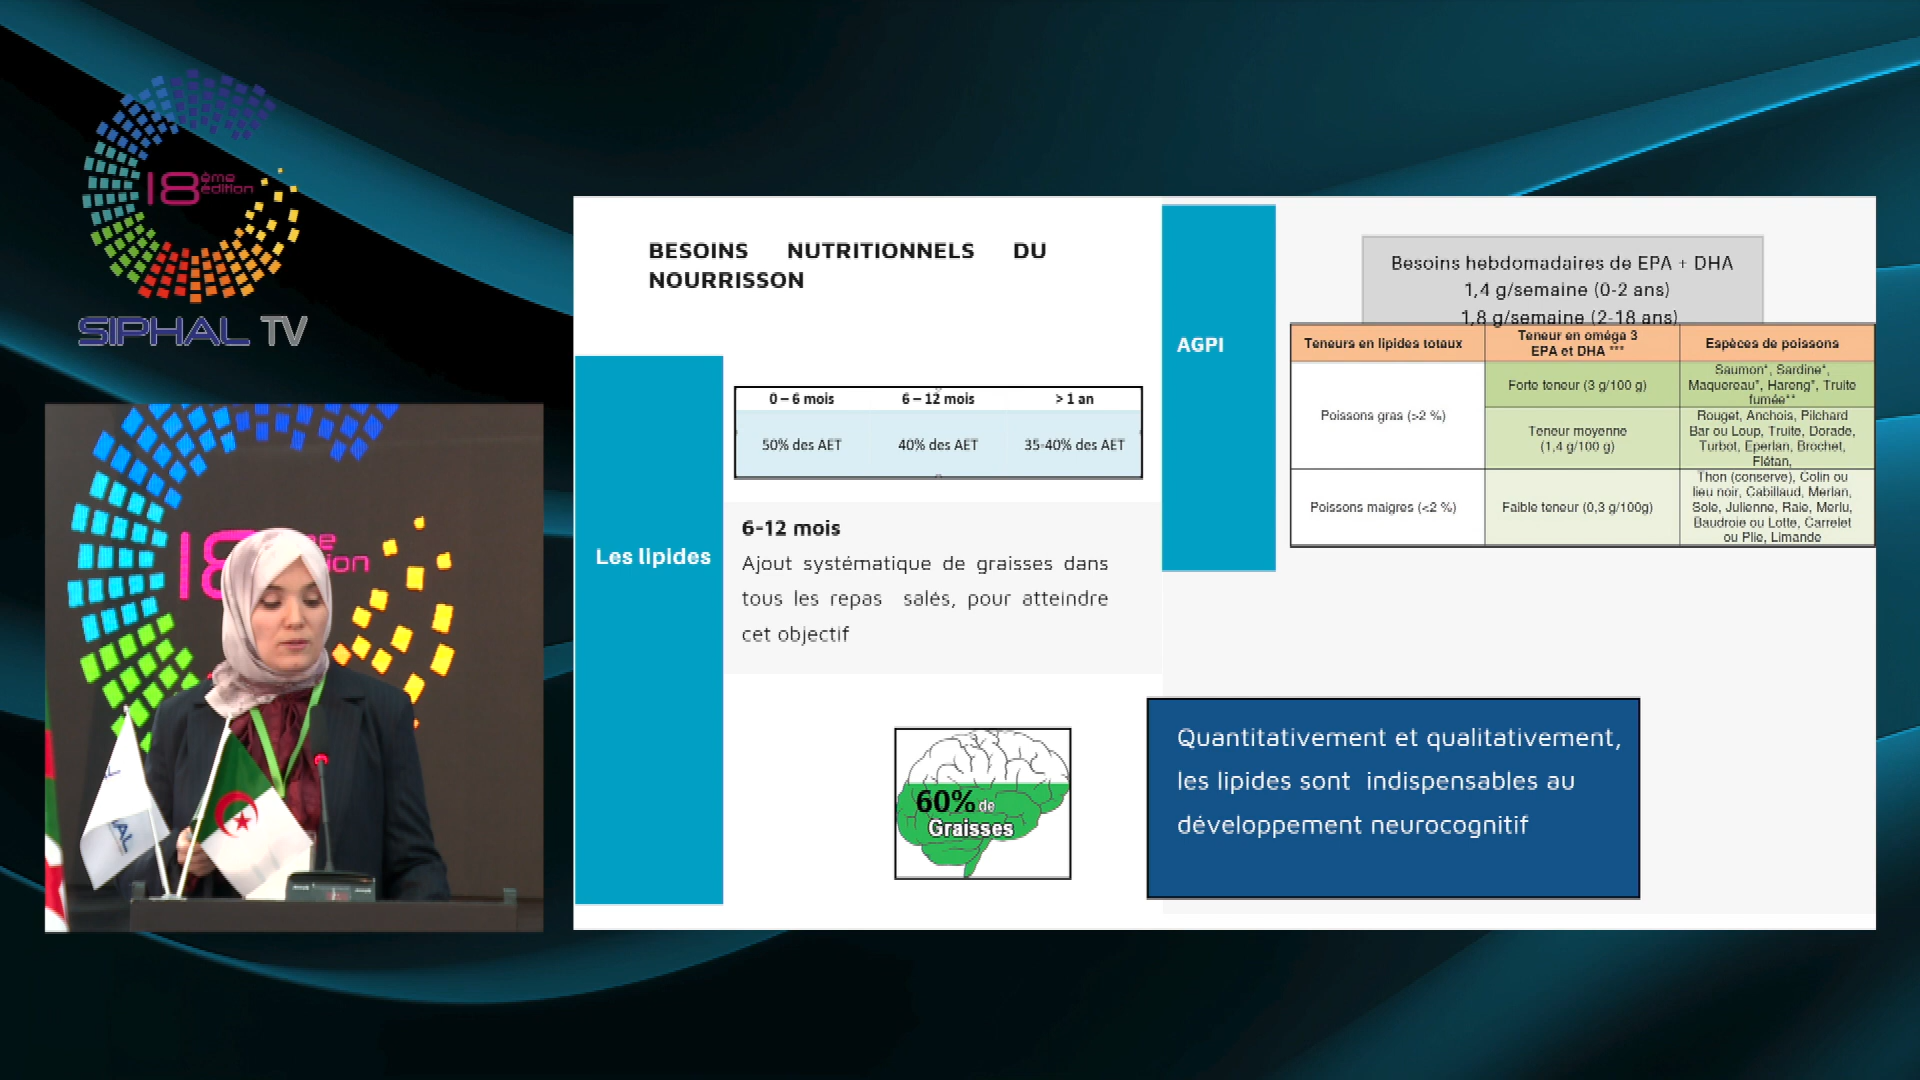 18 ème
édition
SIPHAL TV
BESOINS NUTRITIONNELS DU
NOURRISSON
Les lipides
0 – 6 mois 6 – 12 mois > 1 an
50% des AET 40% des AET 35-40% des AET
6-12 mois
Ajout systématique de graisses dans
tous les repas salés, pour atteindre
cet objectif
60% de
Graisses
AGPI
Besoins hebdomadaires de EPA + DHA
1,4 g/semaine (0-2 ans)
1,8 g/semaine (2-18 ans)
Teneurs en lipides totaux
Teneur en oméga 3
EPA et DHA ***
Espèces de poissons
Poissons gras (>2 %)
Forte teneur (3 g/100 g)
Saumon*, Sardine*,
Maquereau*, Hareng*, Truite
fumée**
Teneur moyenne
(1,4 g/100 g)
Rouget, Anchois, Pilchard
Bar ou Loup, Truite, Dorade,
Turbot, Eperlan, Brochet,
Flétan,
Poissons maigres (<2 %)
Faible teneur (0,3 g/100g)
Thon (conserve), Colin ou
lieu noir, Cabillaud, Merlan,
Sole, Julienne, Raie, Merlu,
Baudroie ou Lotte, Carrelet
ou Plie, Limande
Quantitativement et qualitativement,
les lipides sont indispensables au
développement neurocognitif
18